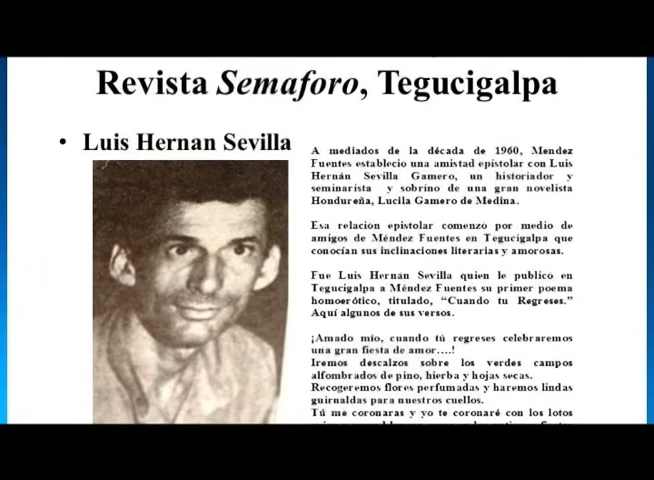 Revista Semaforo, Tegucigalpa
• Luis Hernan Sevilla
A mediados de la década de 1960, Mendez
Fuentes establecio una amistad epistolar con Luis
Hernán Sevilla Gamero, un historiador y
seminarista y sobrino de una gran novelista
Hondureña, Lucila Gamero de Medina.
Esa relación epistolar comenzo por medio de
amigos de Méndez Fuentes en Tegucigalpa que
conocían sus inclinaciones literarias y amorosas.
Fue Luis Hernán Sevilla quien le publico en
Tegucigalpa a Méndez Fuentes su primer poema
homoerótico, titulado, “Cuando tu Regreses.”
Aquí algunos de sus versos.
¡Amado mío, cuando tú regreses celebraremos
una gran fiesta de amor….!
Iremos descalzos sobre los verdes campos
alfombrados de pino, hierba y hojas secas.
Recogeremos flores perfumadas y haremos lindas
guirnaldas para nuestros cuellos.
Tú me coronaras y yo te coronaré con los lotos